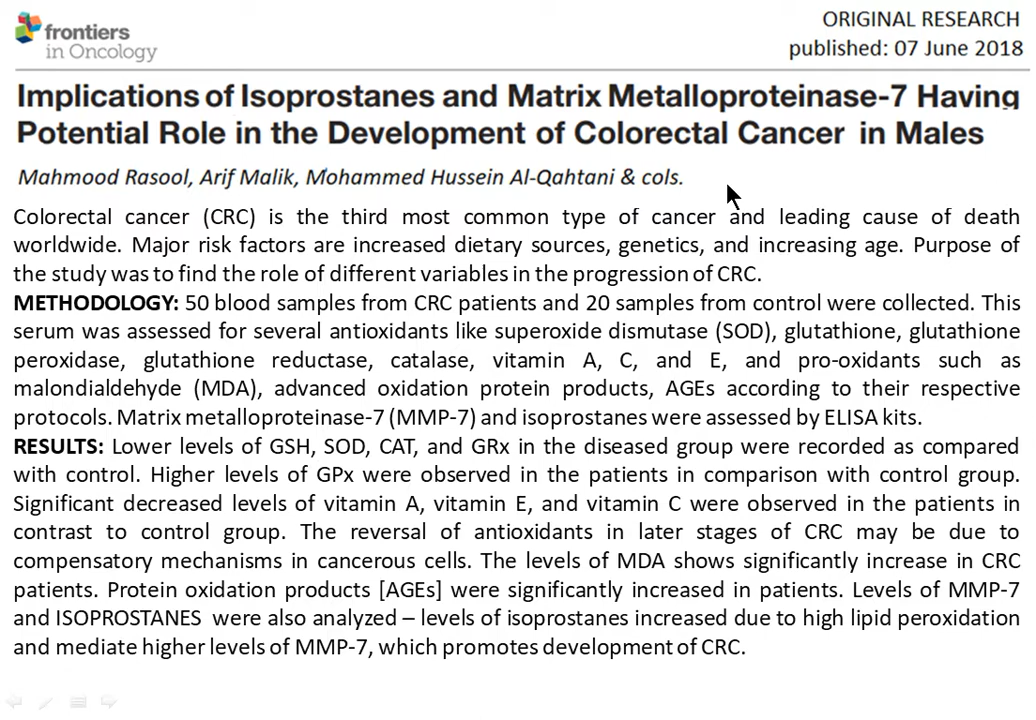 frontiers
in Oncology
ORIGINAL RESEARCH
published: 07 June 2018
Implications of Isoprostanes and Matrix Metalloproteinase-7 Having
Potential Role in the Development of Colorectal Cancer in Males
Mahmood Rasool, Arif Malik, Mohammed Hussein Al-Qahtani & cols.
Colorectal cancer (CRC) is the third most common type of cancer and leading cause of death
worldwide. Major risk factors are increased dietary sources, genetics, and increasing age. Purpose of
the study was to find the role of different variables in the progression of CRC.
METHODOLOGY: 50 blood samples from CRC patients and 20 samples from control were collected. This
serum was assessed for several antioxidants like superoxide dismutase (SOD), glutathione, glutathione
peroxidase, glutathione reductase, catalase, vitamin A, C, and E, and pro-oxidants such as
malondialdehyde (MDA), advanced oxidation protein products, AGEs according to their respective
protocols. Matrix metalloproteinase-7 (MMP-7) and isoprostanes were assessed by ELISA kits.
RESULTS: Lower levels of GSH, SOD, CAT, and GRx in the diseased group were recorded as compared
with control. Higher levels of GPx were observed in the patients in comparison with control group.
Significant decreased levels of vitamin A, vitamin E, and vitamin C were observed in the patients in
contrast to control group. The reversal of antioxidants in later stages of CRC may be due to
compensatory mechanisms in cancerous cells. The levels of MDA shows significantly increase in CRC
patients. Protein oxidation products [AGEs] were significantly increased in patients. Levels of MMP-7
and ISOPROSTANES were also analyzed – levels of isoprostanes increased due to high lipid peroxidation
and mediate higher levels of MMP-7, which promotes development of CRC.